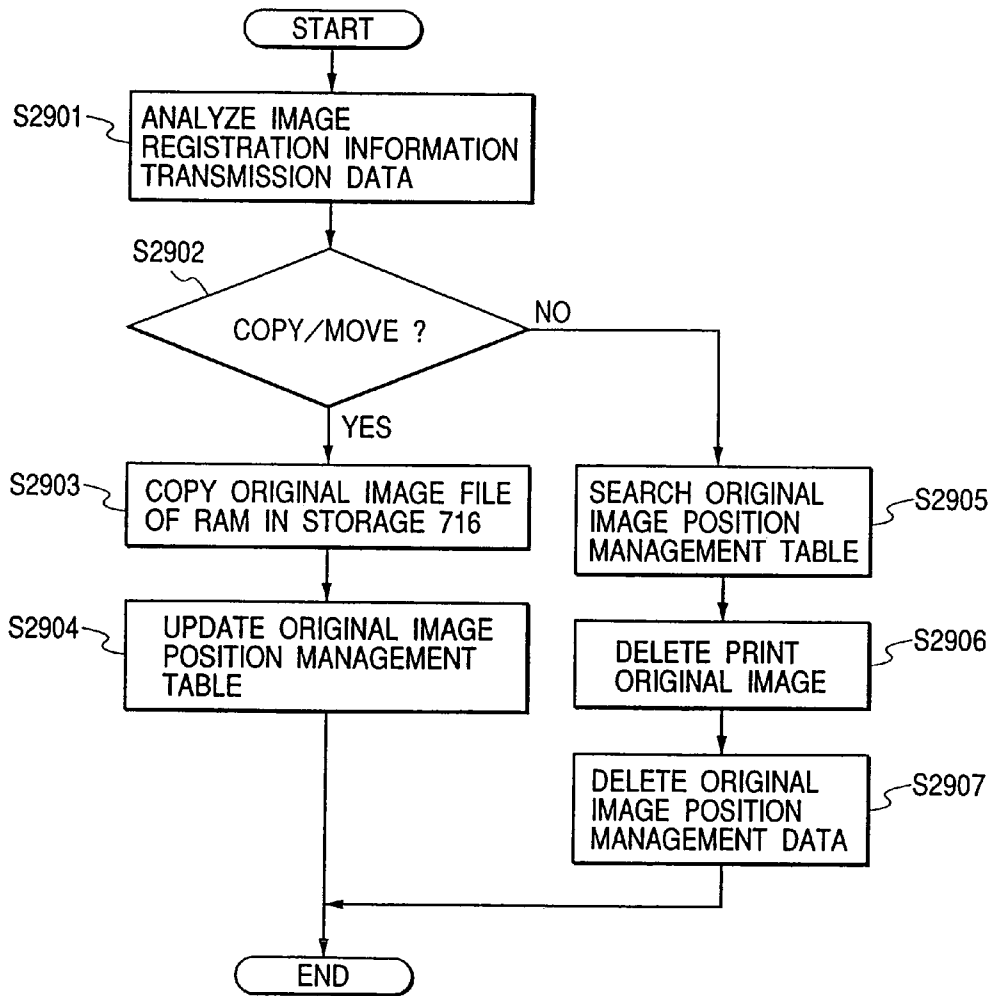 START
S2901
ANALYZE IMAGE
REGISTRATION INFORMATION
TRANSMISSION DATA
S2902
COPY/MOVE ?
NO
YES
S2903
COPY ORIGINAL IMAGE FILE
OF RAM IN STORAGE 716
S2904
UPDATE ORIGINAL IMAGE
POSITION MANAGEMENT
TABLE
SEARCH ORIGINAL
IMAGE POSITION
MANAGEMENT TABLE
S2905
DELETE PRINT
ORIGINAL IMAGE
S2906
DELETE ORIGINAL
IMAGE POSITION
MANAGEMENT DATA
S2907
END